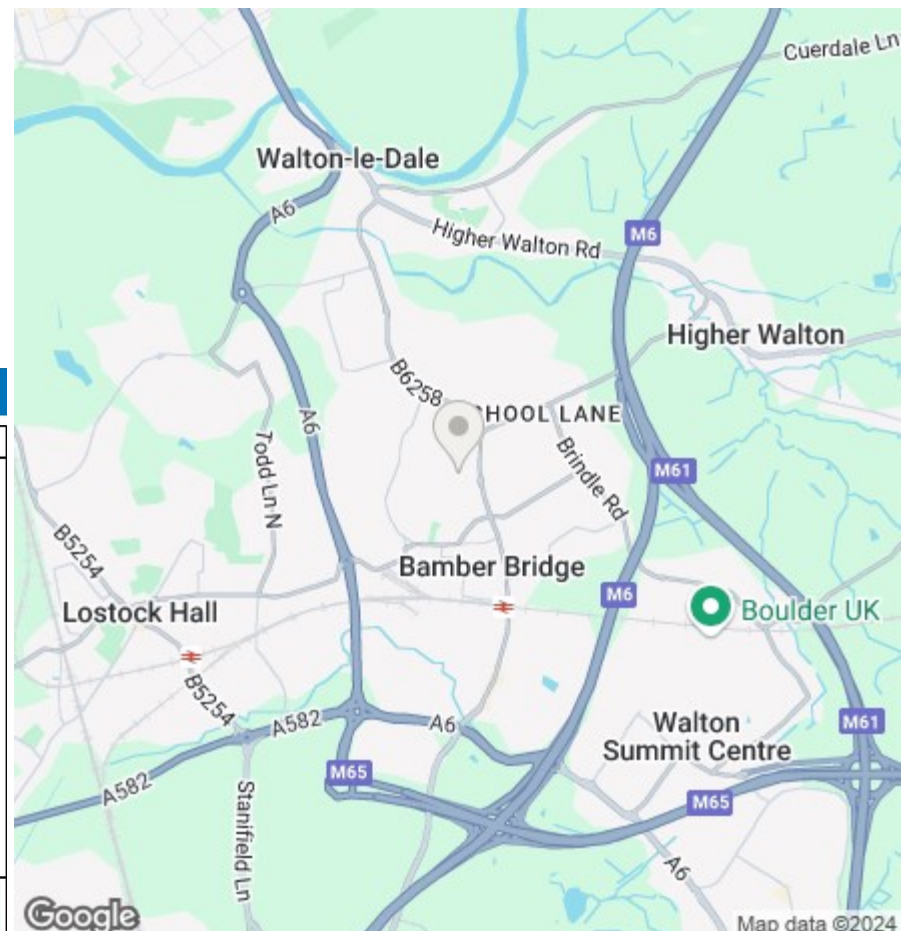 Cuerdale Ln
Walton-le-Dale
A6
Higher Walton Rd
M6
Higher Walton
B6258
HOOL LANE
A6
Todd Ln N
Brindle Rd
M61
B5254
Bamber Bridge
M6
Lostock Hall
Boulder UK
B5254
A582
A6
Walton
Summit Centre
M61
M65
A582
M65
Stanifield Ln
A6
Google
Map data ©2024